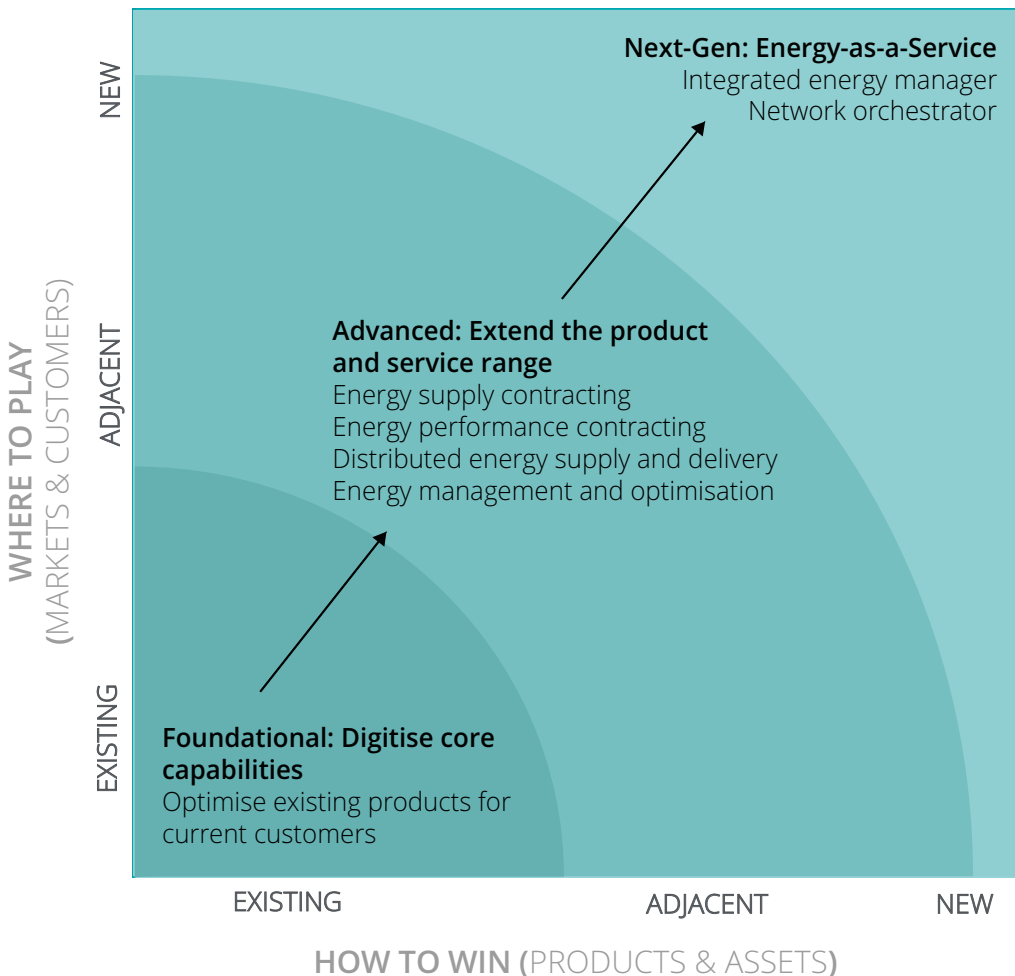 Next-Gen: Energy-as-a-Service
Integrated energy manager
Network orchestrator
Advanced: Extend the product
and service range
Energy supply contracting
Energy performance contracting
Distributed energy supply and delivery
Energy management and optimisation
Foundational: Digitise core
capabilities
Optimise existing products for
current customers
WHERE TO PLAY
(MARKETS & CUSTOMERS)
NEW
ADJACENT
EXISTING
EXISTING
ADJACENT
NEW
HOW TO WIN (PRODUCTS & ASSETS)